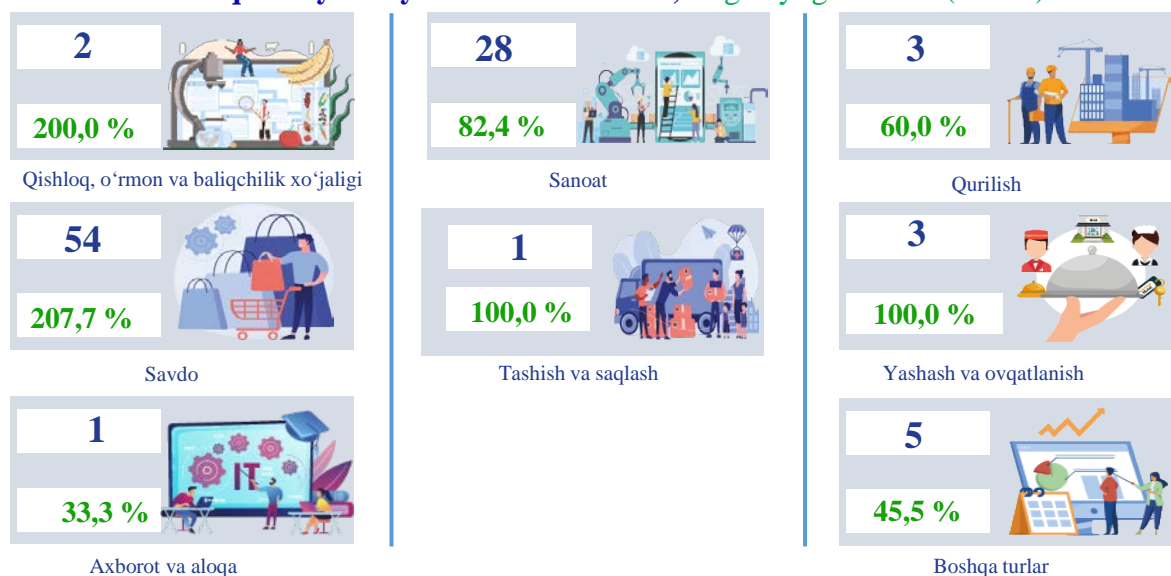 2
200,0 %
Qishloq, o‘rmon va baliqchilik xo‘jaligi
28
82,4 %
Sanoat
3
60,0 %
Qurilish
54
207,7 %
Savdo
1
100,0 %
Tashish va saqlash
3
100,0 %
Yashash va ovqatlanish
1
IT
33,3 %
Axborot va aloqa
5
45,5 %
Boshqa turlar